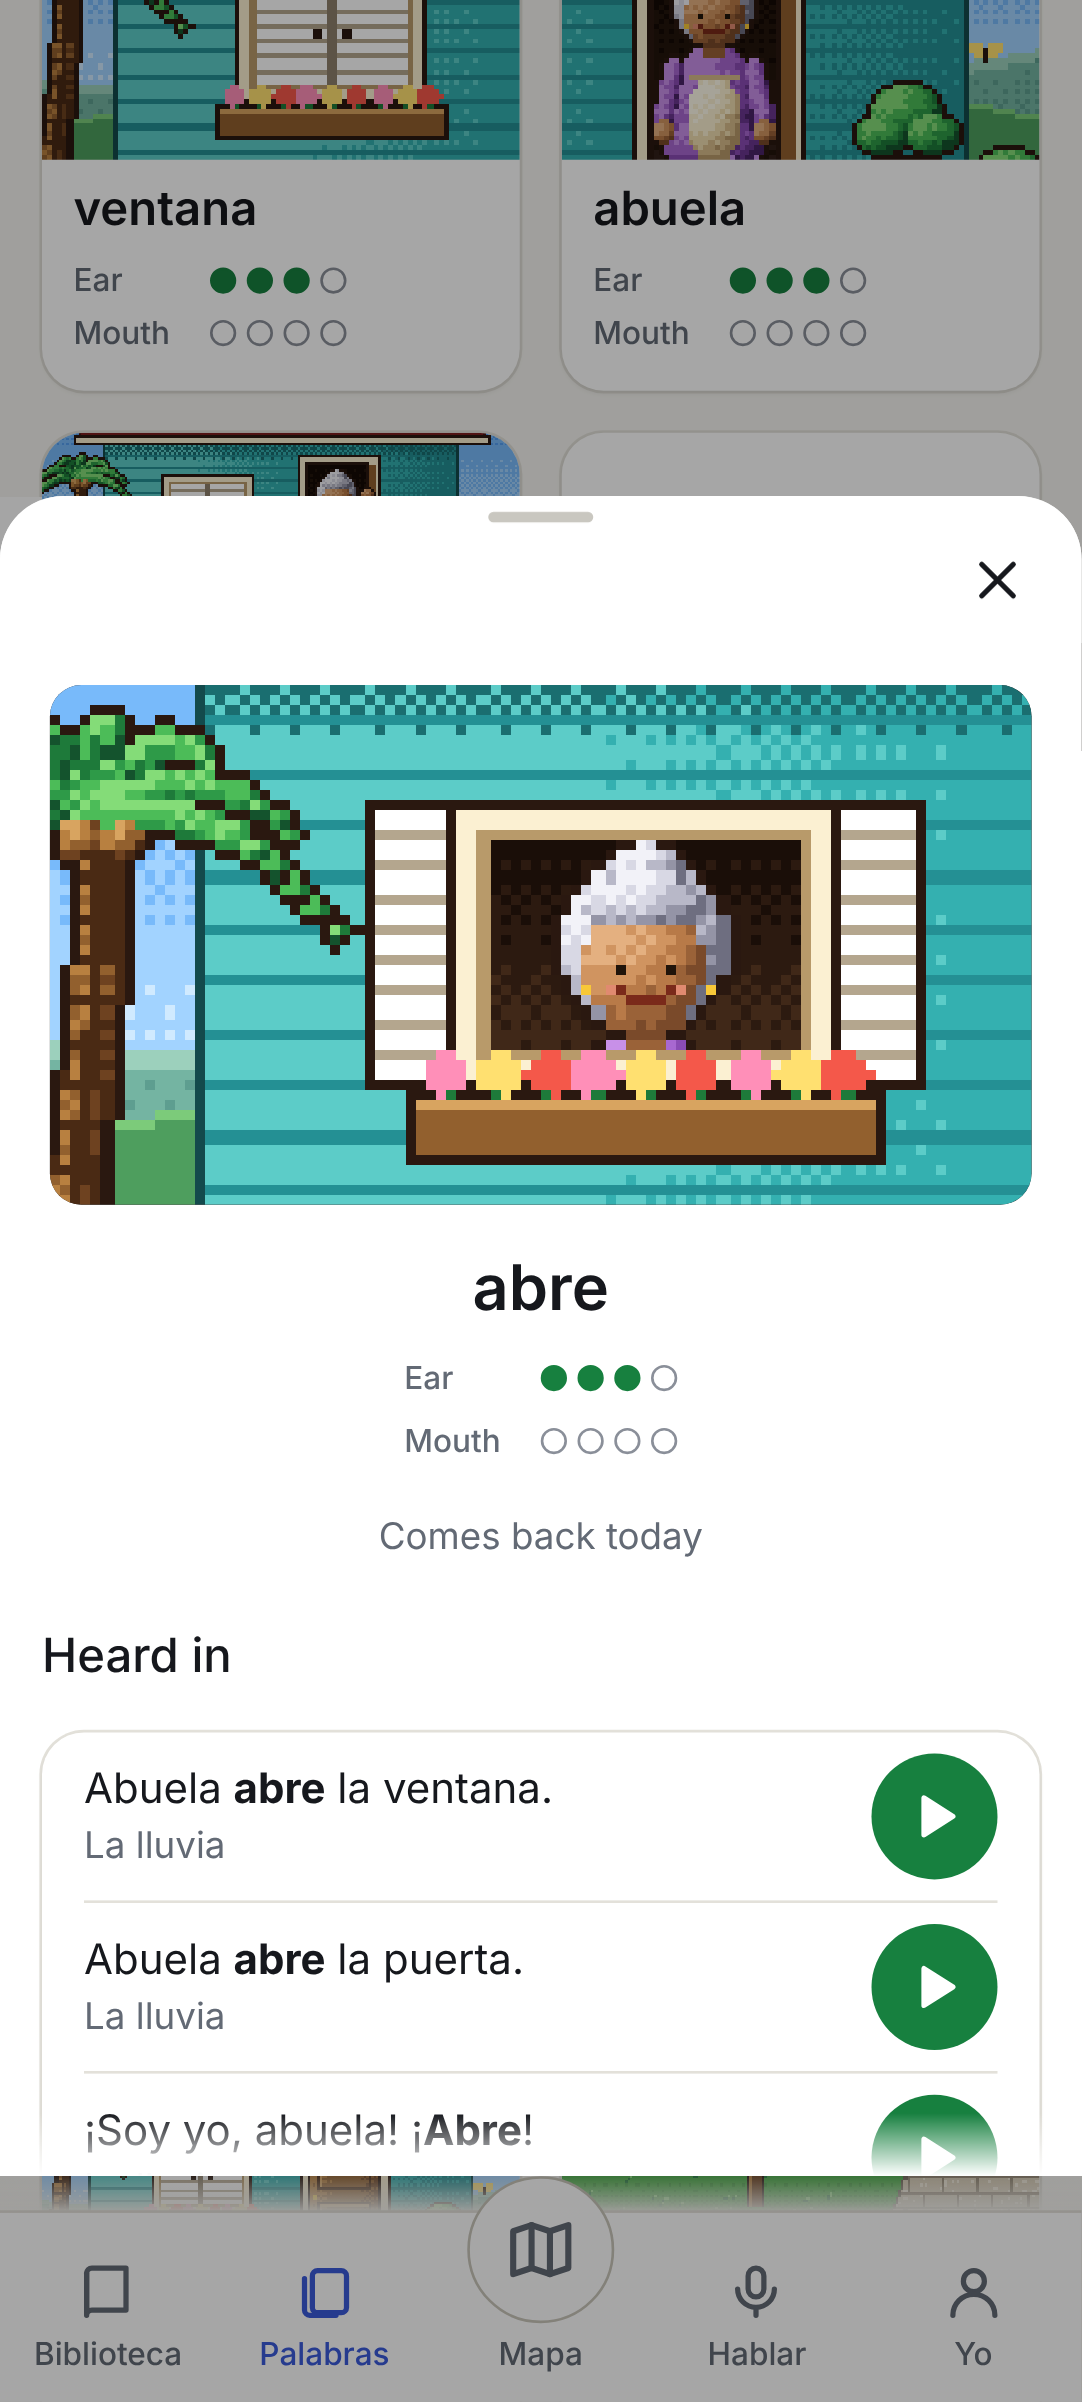 ventana
Ear
Mouth
abuela
Ear
Mouth
abre
Ear
Mouth
Comes back today
Heard in
Abuela abre la ventana.
La lluvia
Abuela abre la puerta.
La lluvia
¡Soy yo, abuela! ¡Abre!
Biblioteca
Palabras
Mapa
Hablar
Yo